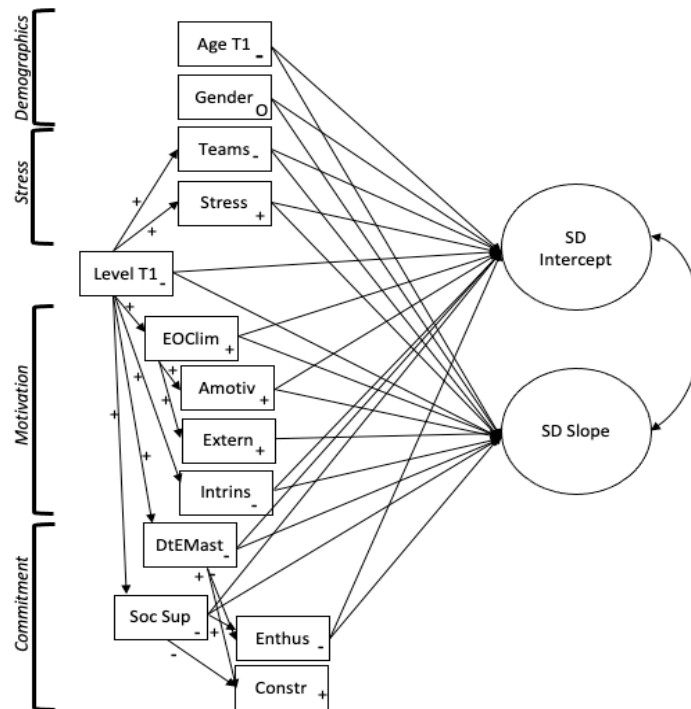 Demographics
Age T1 -
Gender O
Stress
Teams -
+
Stress +
+
SD
Intercept
Level T1 -
Motivation
+
EOClim +
+
+
Amotiv +
+
+
+
Extern +
SD Slope
+
Intrins -
Commitment
DtEMast -
+ -
Soc Sup -
+
Enthus -
-
Constr +